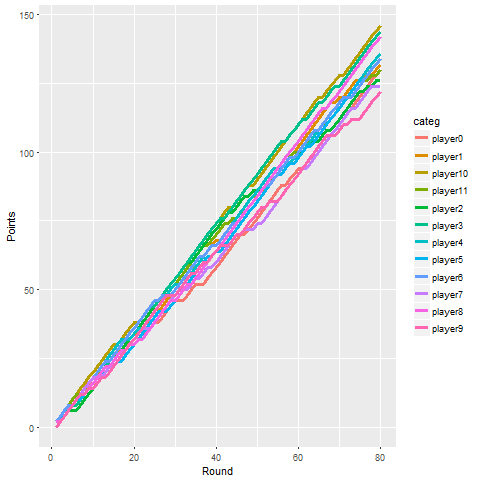 150
100
50
0
Points
0
20
40
60
80
Round
categ
player0
player1
player10
player11
player2
player3
player4
player5
player6
player7
player8
player9